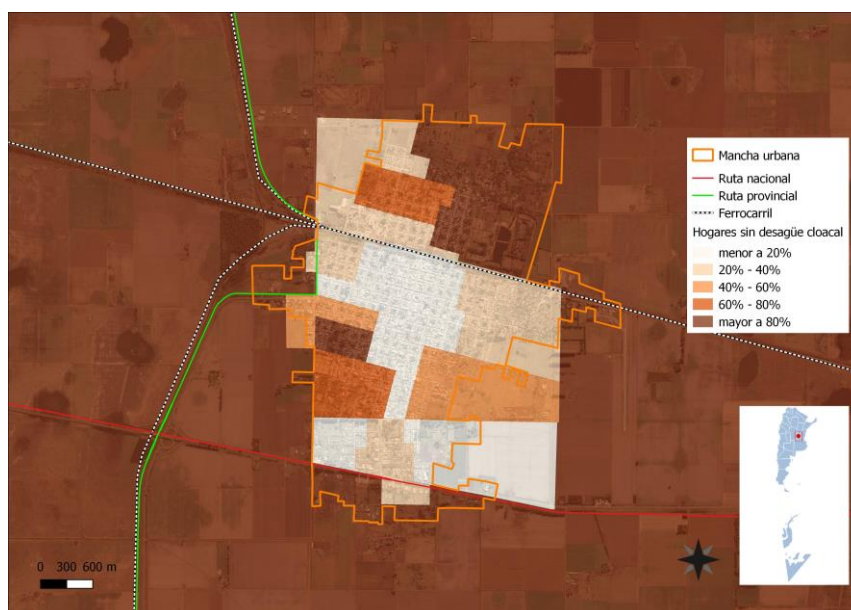 Mancha urbana
Ruta nacional
Ruta provincial
Ferrocarril
Hogares sin desagüe cloacal
menor a 20%
20% - 40%
40% - 60%
60% - 80%
mayor a 80%
0 300 600 m